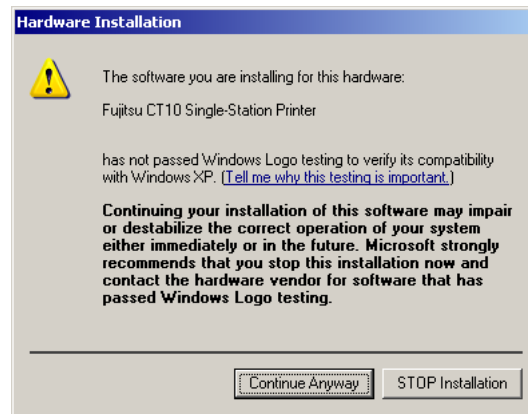 Hardware Installation
The software you are installing for this hardware:
Fujitsu CT10 Single-Station Printer
has not passed Windows Logo testing to verify its compatibility
with Windows XP. (Tell me why this testing is important.)
Continuing your installation of this software may impair
or destabilize the correct operation of your system
either immediately or in the future. Microsoft strongly
recommends that you stop this installation now and
contact the hardware vendor for software that has
passed Windows Logo testing.
Continue Anyway
STOP Installation